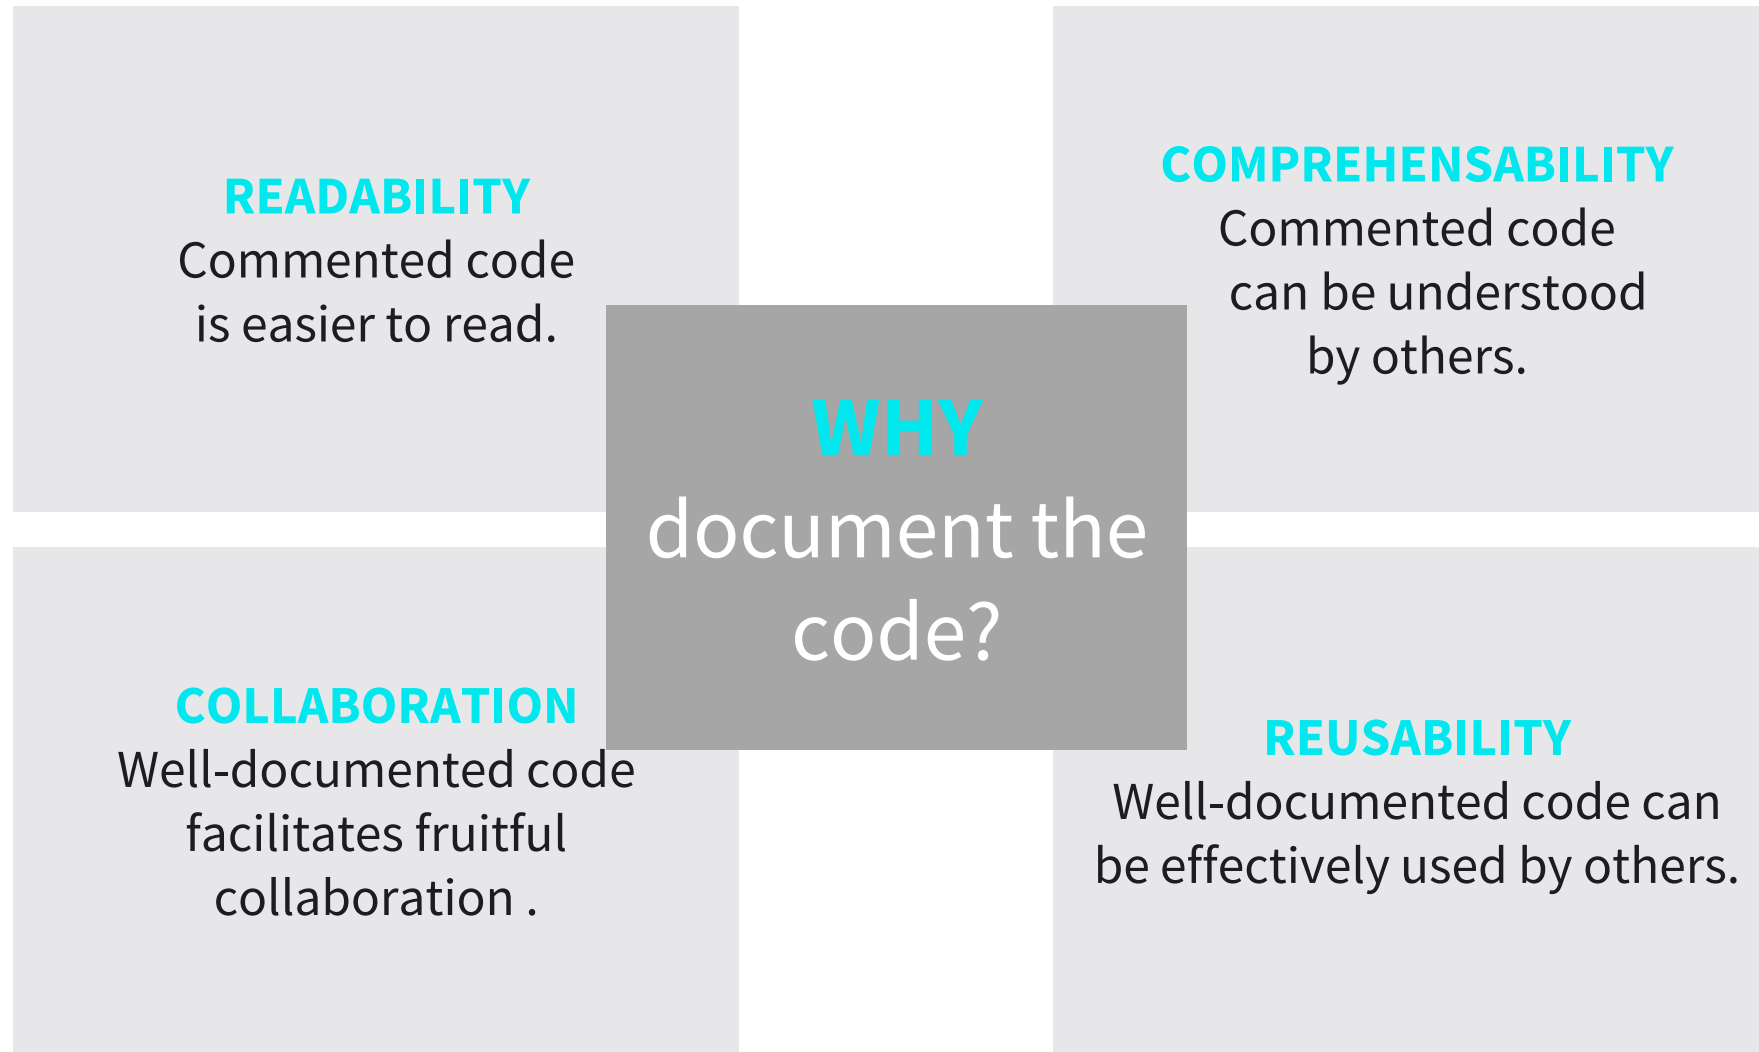 READABILITY
Commented code
is easier to read.
COMPREHENSABILITY
Commented code
can be understood
by others.
WHY
document the
code?
COLLABORATION
Well-documented code
facilitates fruitful
collaboration .
REUSABILITY
Well-documented code can
be effectively used by others.